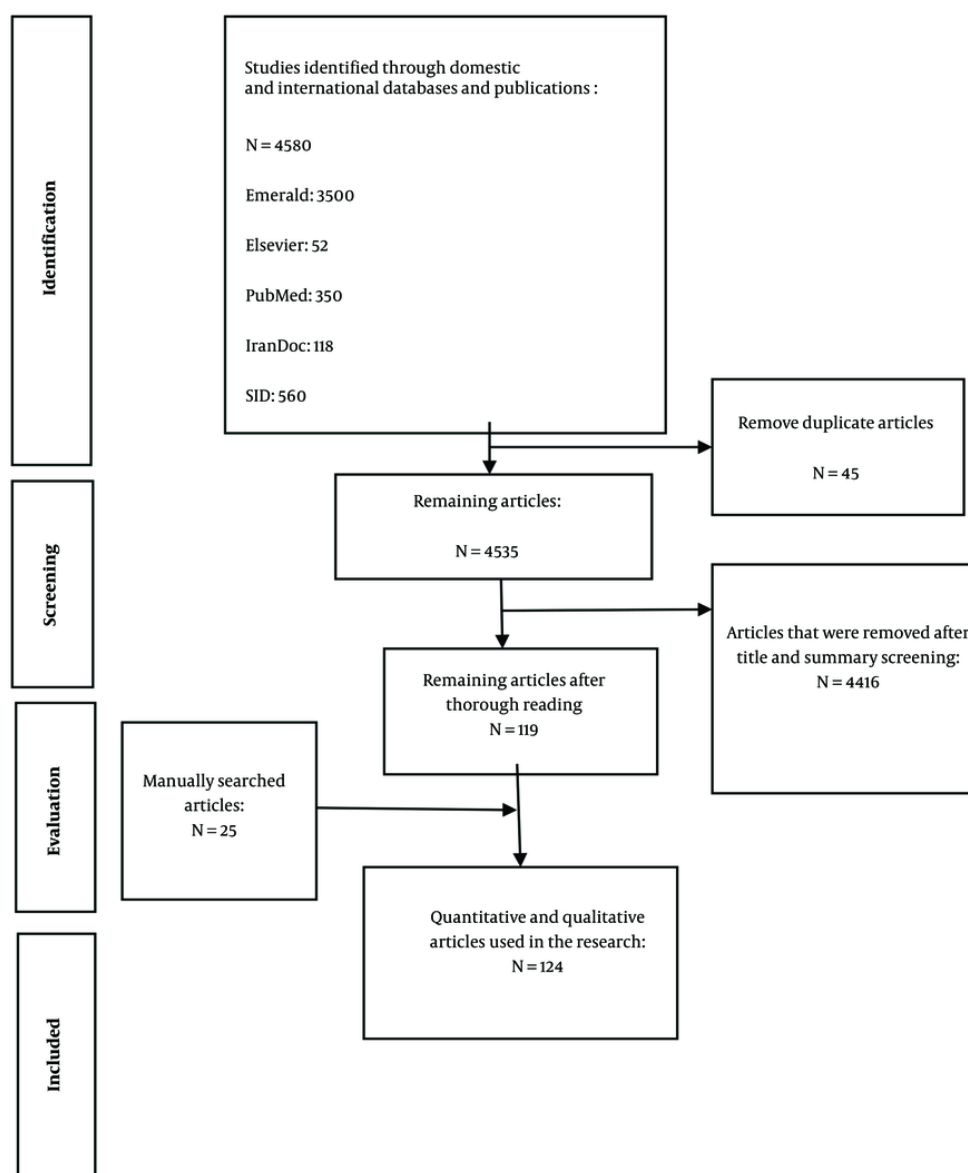 Identification
Studies identified through domestic
and international databases and publications :
N = 4580
Emerald: 3500
Elsevier: 52
PubMed: 350
IranDoc: 118
SID: 560
Remove duplicate articles
N = 45
Screening
Remaining articles:
N = 4535
Articles that were removed after
title and summary screening:
N = 4416
Remaining articles after
thorough reading
N = 119
Evaluation
Manually searched
articles:
N = 25
Included
Quantitative and qualitative
articles used in the research:
N = 124